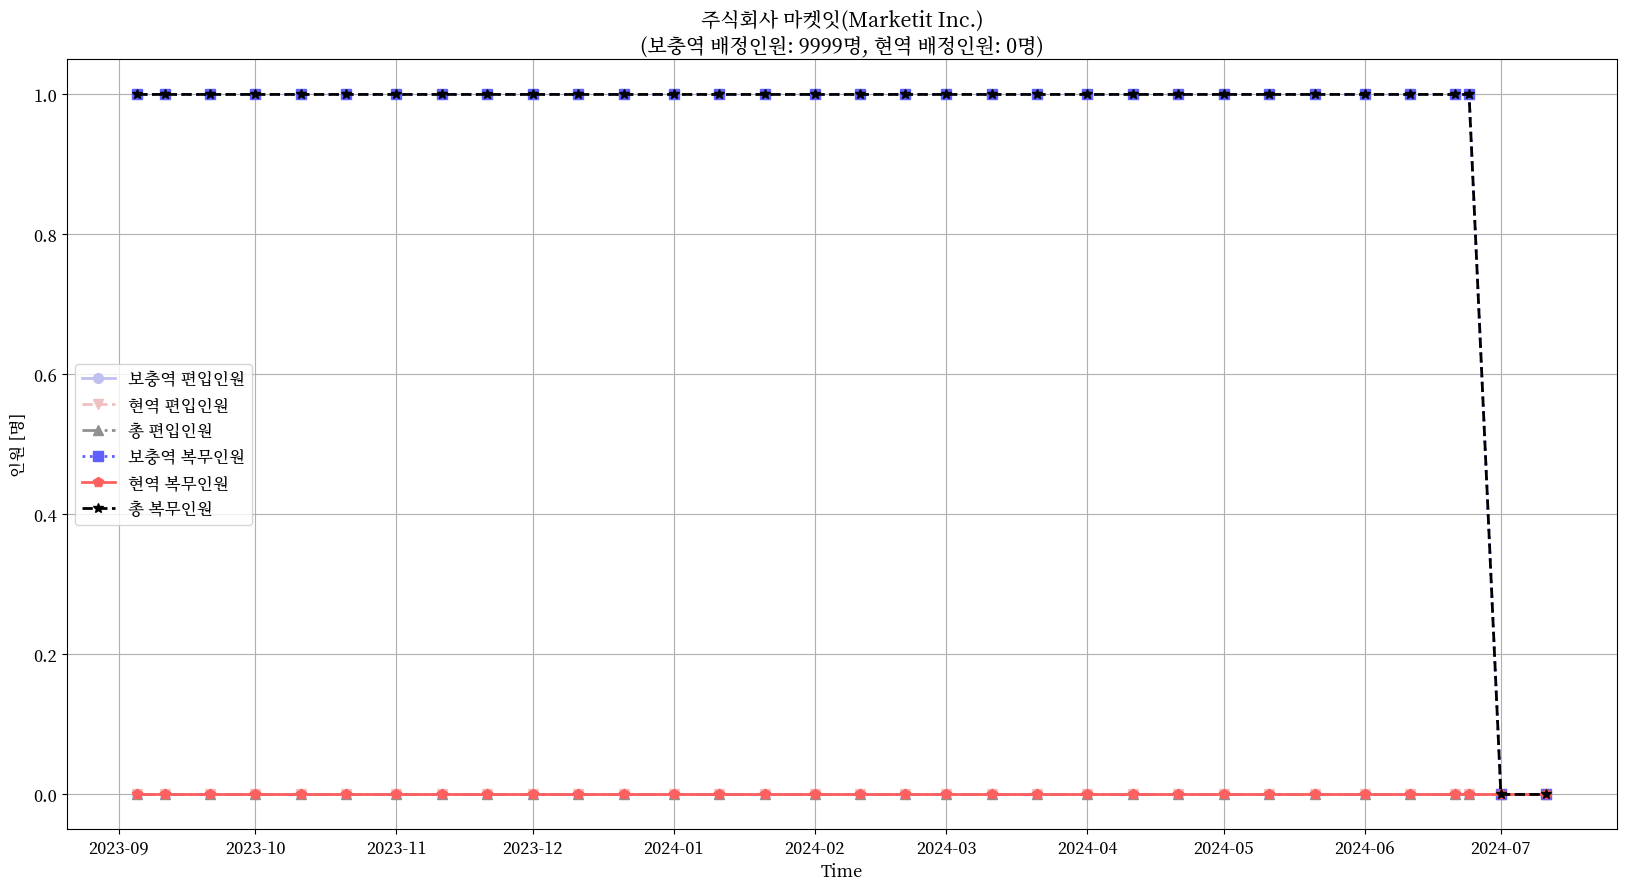 주식회사 마켓잇(Marketit Inc.)
(보충역 배정인원: 9999명, 현역 배정인원: 0명)
인원 [명]
1.0
0.8
0.6
0.4
0.2
0.0
보충역 편입인원
현역 편입인원
총 편입인원
보충역 복무인원
현역 복무인원
총 복무인원
2023-09 2023-10 2023-11 2023-12 2024-01 2024-02 2024-03 2024-04 2024-05 2024-06 2024-07
Time